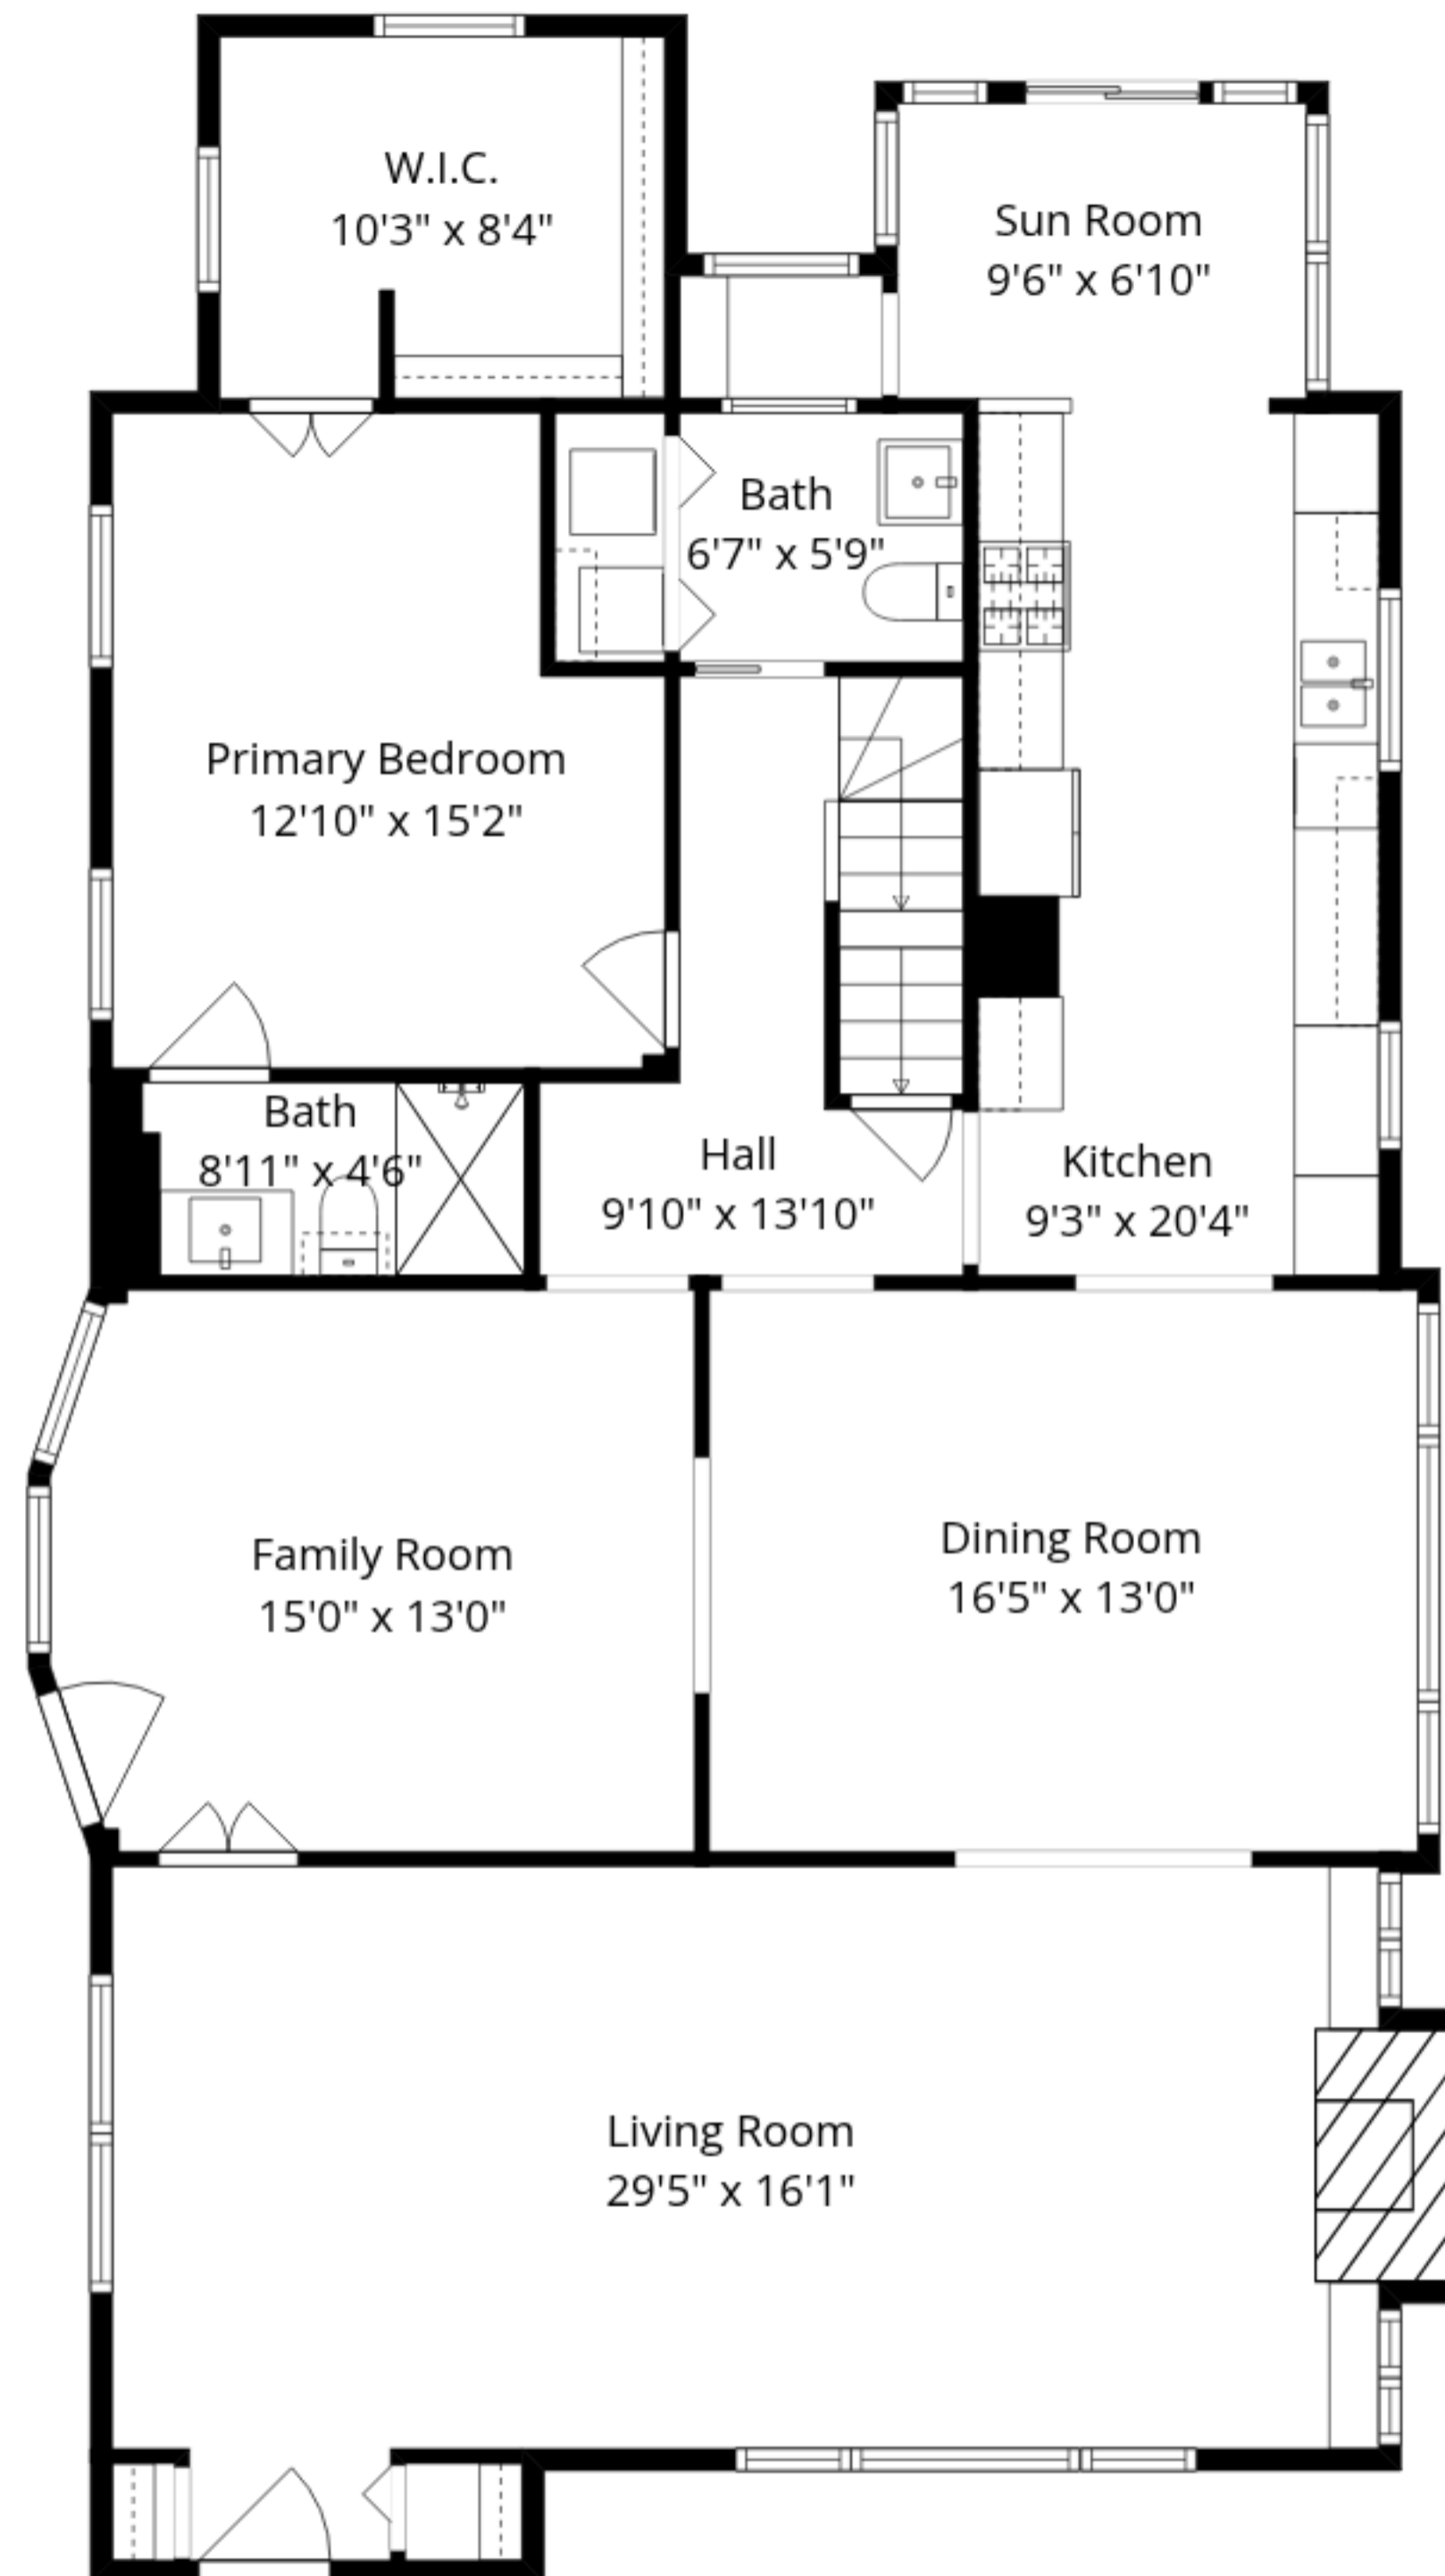 W.I.C.
10'3" x 8'4"
Sun Room
9'6" x 6'10"
Bath
6'7" x 5'9"
Primary Bedroom
12'10" x 15'2"
Bath
8'11" x 4'6"
Hall
9'10" x 13'10"
Kitchen
9'3" x 20'4"
Family Room
15'0" x 13'0"
Dining Room
16'5" x 13'0"
Living Room
29'5" x 16'1"